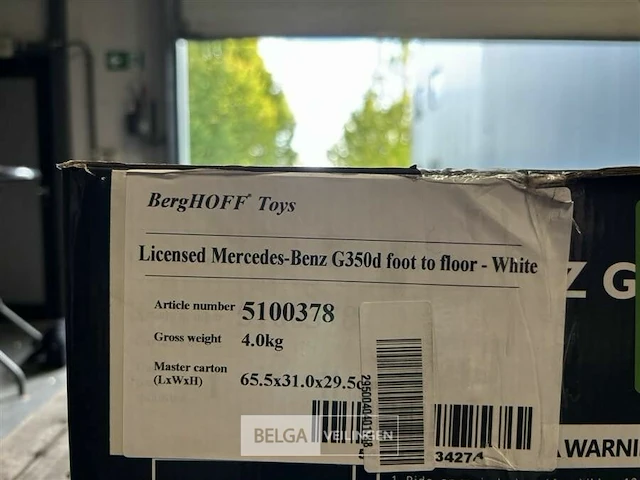 BergHOFF® Toys
Licensed Mercedes-Benz G350d foot to floor - White
Article number 5100378
Gross weight 4.0kg
Master carton
(LxWxH) 65.5x31.0x29.5c
Z G
34274
BELGA VEILINGEN
WARNI